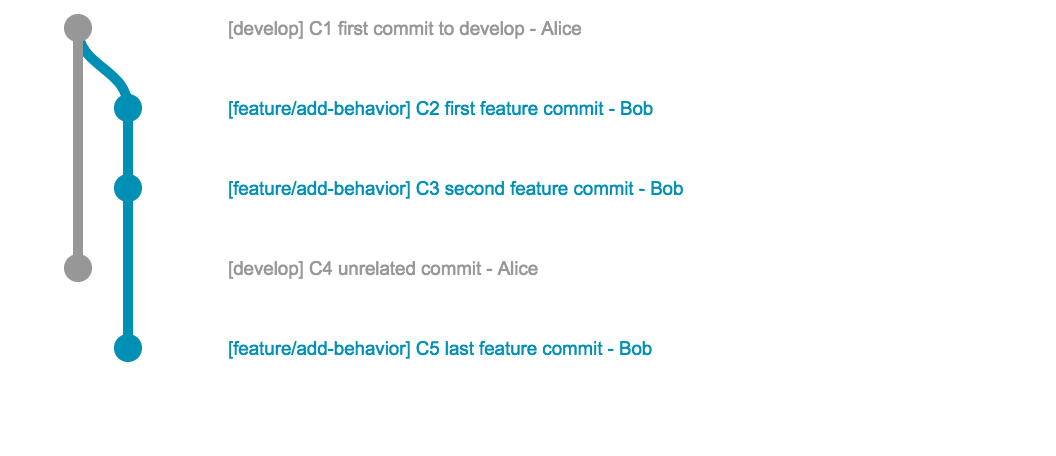 [develop] C1 first commit to develop - Alice
[feature/add-behavior] C2 first feature commit - Bob
[feature/add-behavior] C3 second feature commit - Bob
[develop] C4 unrelated commit - Alice
[feature/add-behavior] C5 last feature commit - Bob